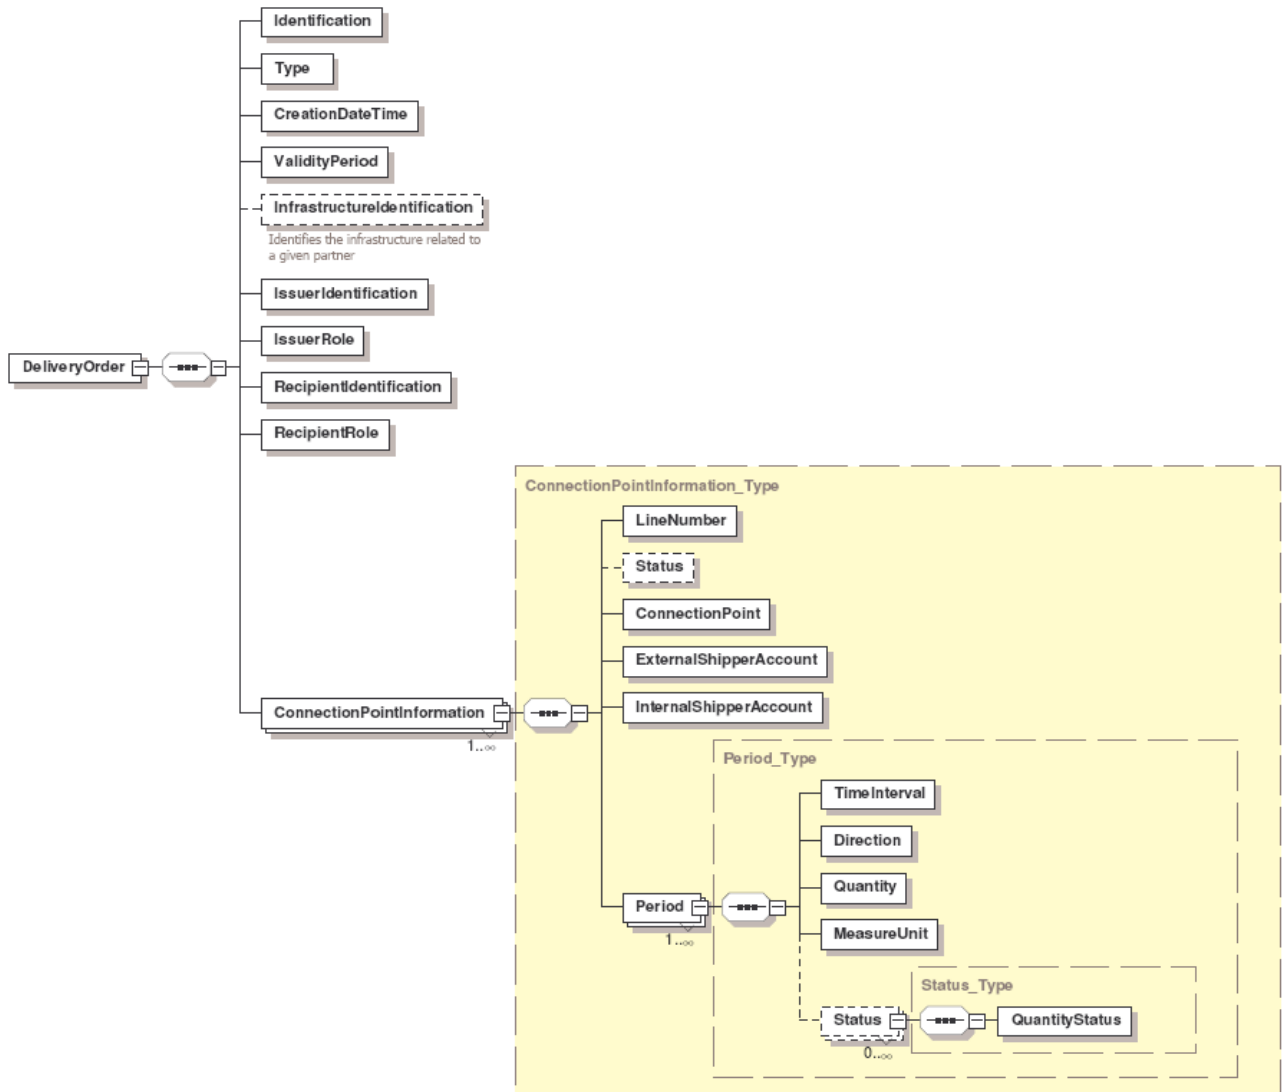 Identification
Type
CreationDateTime
ValidityPeriod
InfrastructureIdentification
Identifies the infrastructure related to
a given partner
IssuerIdentification
IssuerRole
DeliveryOrder
RecipientIdentification
RecipientRole
ConnectionPointInformation_Type
LineNumber
Status
ConnectionPoint
ExternalShipperAccount
InternalShipperAccount
ConnectionPointInformation
1..∞
Period_Type
TimeInterval
Direction
Quantity
Period
1..∞
MeasureUnit
Status_Type
Status
QuantityStatus
0..∞